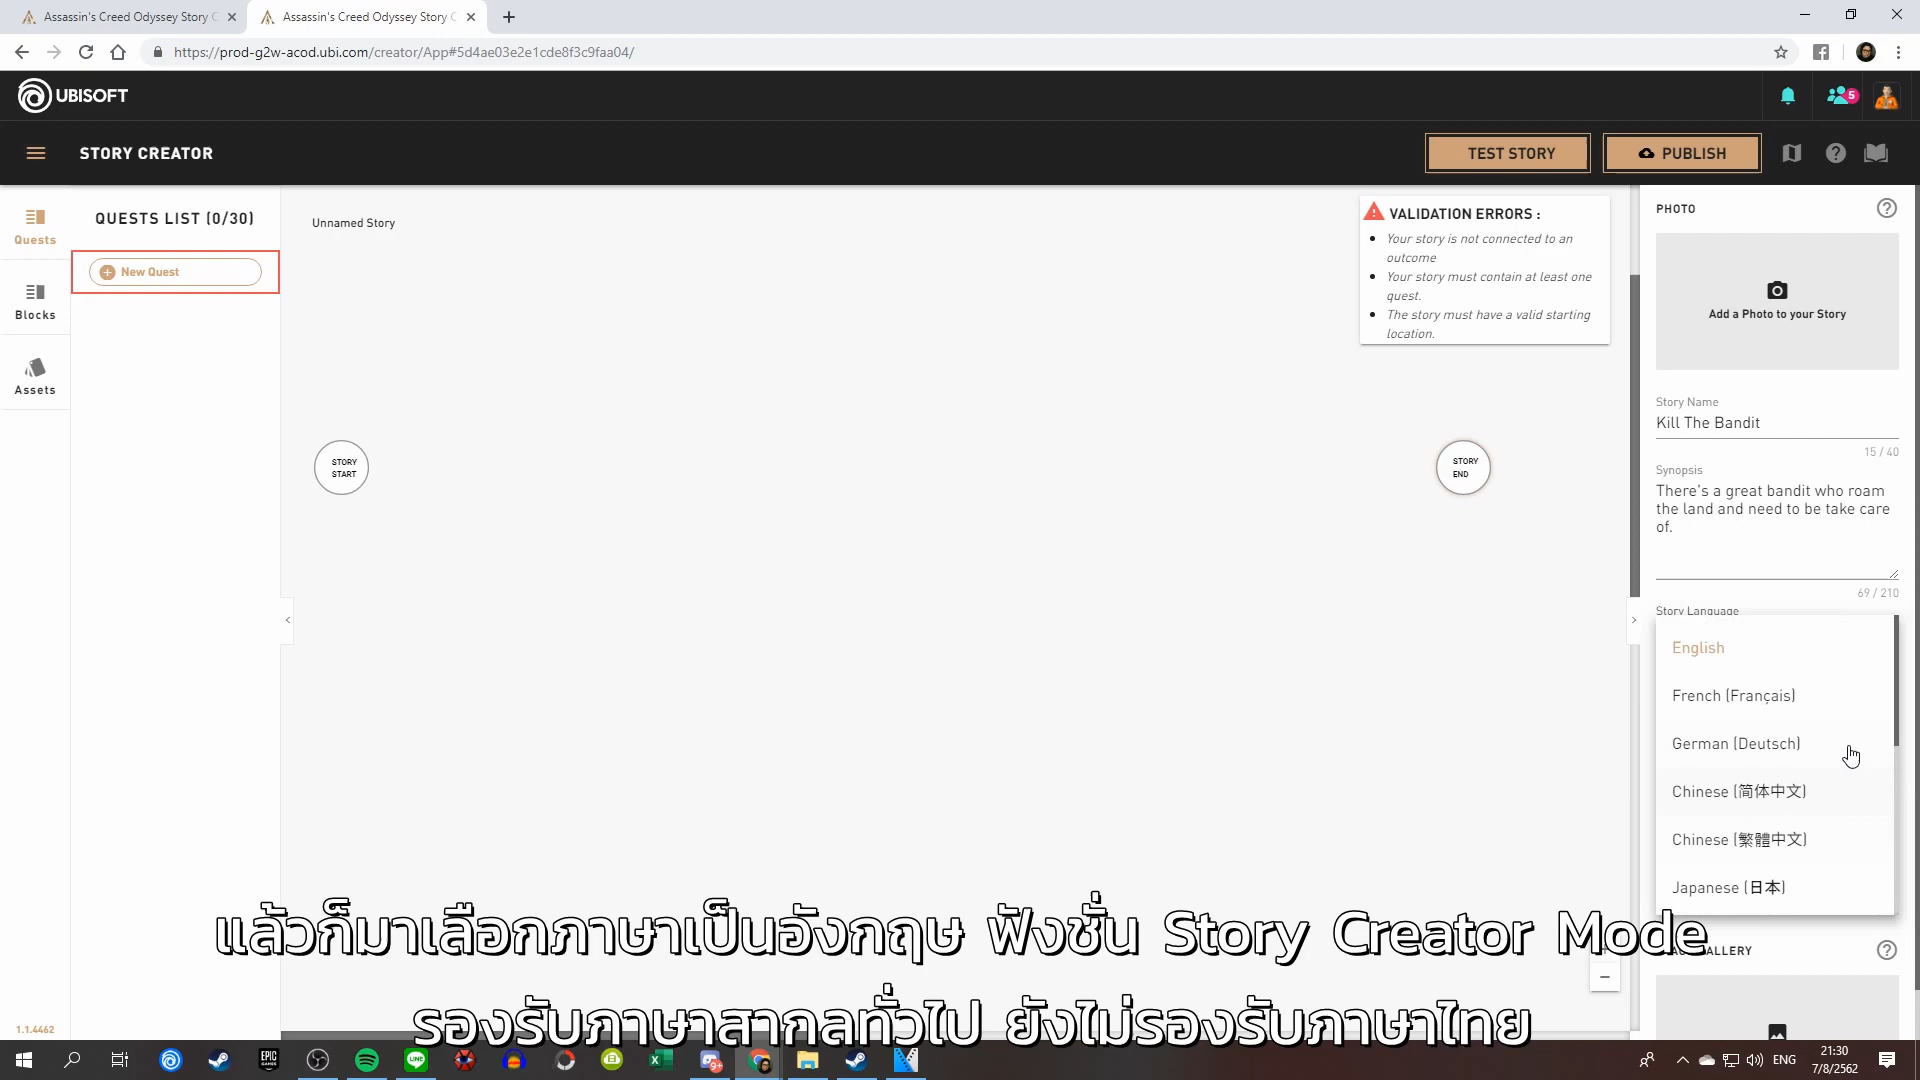 Assassin's Creed Odyssey Story C
Assassin's Creed Odyssey Story C
https://prod-g2w-acod.ubi.com/creator/App#5d4ae03e2e1cde8f3c9faa04/
UBISOFT
5
STORY CREATOR
TEST STORY
PUBLISH
Quests
Blocks
Assets
QUESTS LIST (0/30)
New Quest
Unnamed Story
VALIDATION ERRORS :
Your story is not connected to an
outcome
Your story must contain at least one
quest.
The story must have a valid starting
location.
STORY
START
STORY
END
PHOTO
Add a Photo to your Story
Story Name
Kill The Bandit
15 / 40
Synopsis
There's a great bandit who roam
the land and need to be take care
of.
69 / 210
Story Language
English
French (Français)
German (Deutsch)
Chinese (简体中文)
Chinese (繁體中文)
Japanese (日本)
GALLERY
แล้วก็มาเลือกภาษาเป็นอังกฤษ ฟังชั่น Story Creator Mode
รองรับภาษาสากลทั่วไป ยังไม่รองรับภาษาไทย
1.1.4462
EPIC
GAMES
LINE
9+
ENG
21:30
7/8/2562